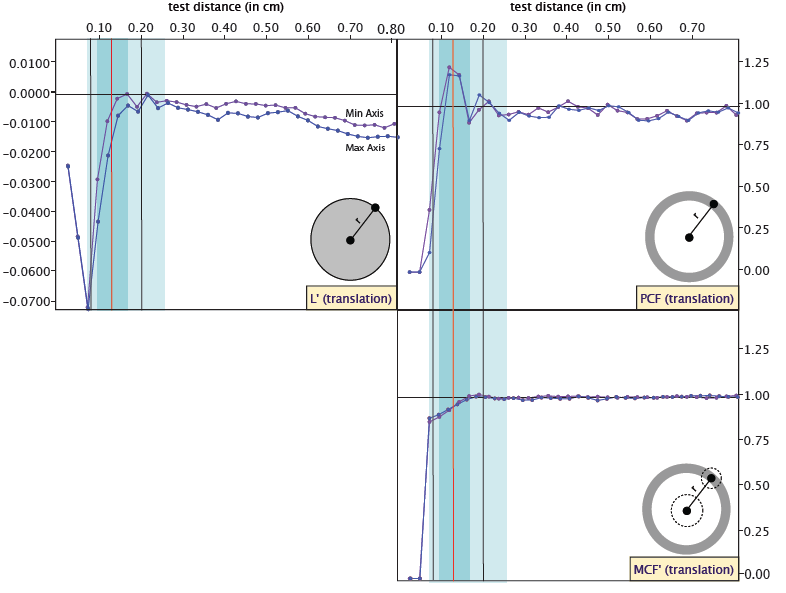 test distance (in cm)
test distance (in cm)
0.10 0.20 0.30 0.40 0.50 0.60 0.70 0.80
0.10 0.20 0.30 0.40 0.50 0.60 0.70
0.0100
0.0000
-0.0100
-0.0200
-0.0300
-0.0400
-0.0500
-0.0600
-0.0700
Min Axis
Max Axis
r
L' (translation)
1.25
1.00
0.75
0.50
0.25
0.00
r
PCF (translation)
1.25
1.00
0.75
0.50
0.25
0.00
r
MCF' (translation)